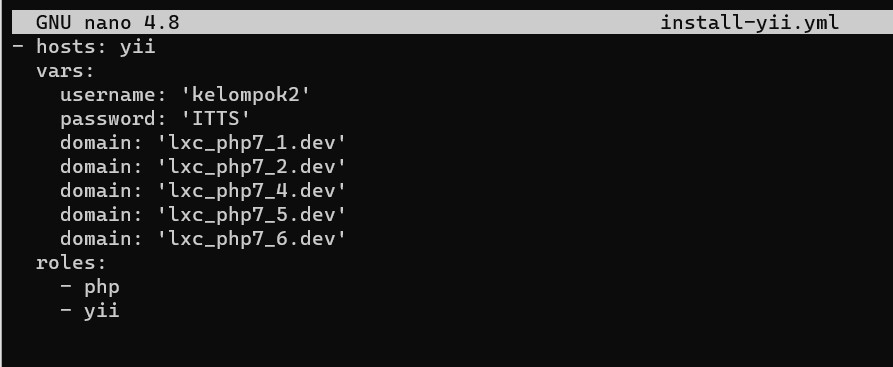 GNU nano 4.8 install-yii.yml
- hosts: yii
  vars:
    username: 'kelompok2'
    password: 'ITTS'
    domain: 'lxc_php7_1.dev'
    domain: 'lxc_php7_2.dev'
    domain: 'lxc_php7_4.dev'
    domain: 'lxc_php7_5.dev'
    domain: 'lxc_php7_6.dev'
  roles:
    - php
    - yii